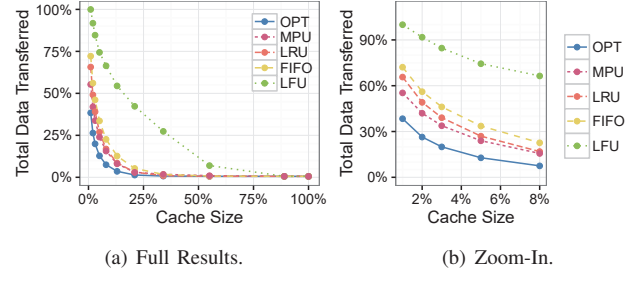 Total Data Transferred
100%
75%
50%
25%
0%
0% 25% 50% 75% 100%
Cache Size
OPT
MPU
LRU
FIFO
LFU
(a) Full Results.
Total Data Transferred
90%
60%
30%
0%
2% 4% 6% 8%
Cache Size
OPT
MPU
LRU
FIFO
LFU
(b) Zoom-In.